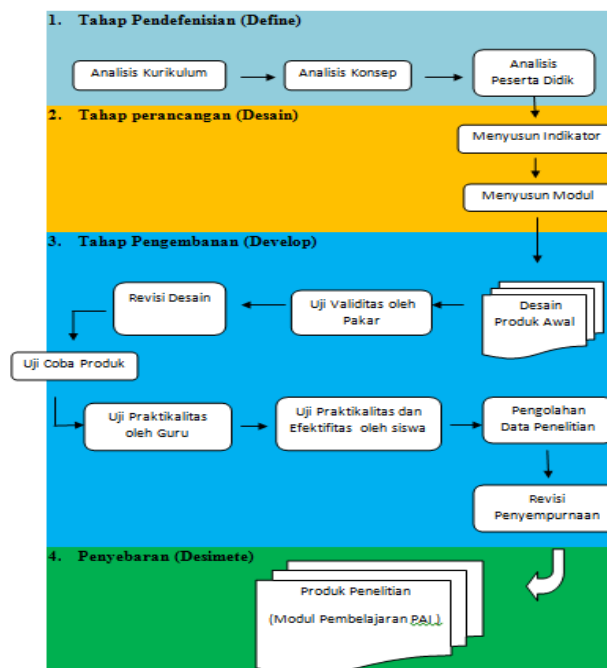 1. Tahap Pendefenisian (Define)
Analisis Kurikulum
Analisis Konsep
Analisis
Peserta Didik
2. Tahap perancangan (Desain)
Menyusun Indikator
Menyusun Modul
3. Tahap Pengembanan (Develop)
Desain
Produk Awal
Uji Validitas oleh
Pakar
Revisi Desain
Uji Coba Produk
Uji Praktikalitas
oleh Guru
Uji Praktikalitas dan
Efektifitas oleh siswa
Pengolahan
Data Penelitian
Revisi
Penyempurnaan
4. Penyebaran (Desimete)
Produk Penelitian
(Modul Pembelajaran PAI )